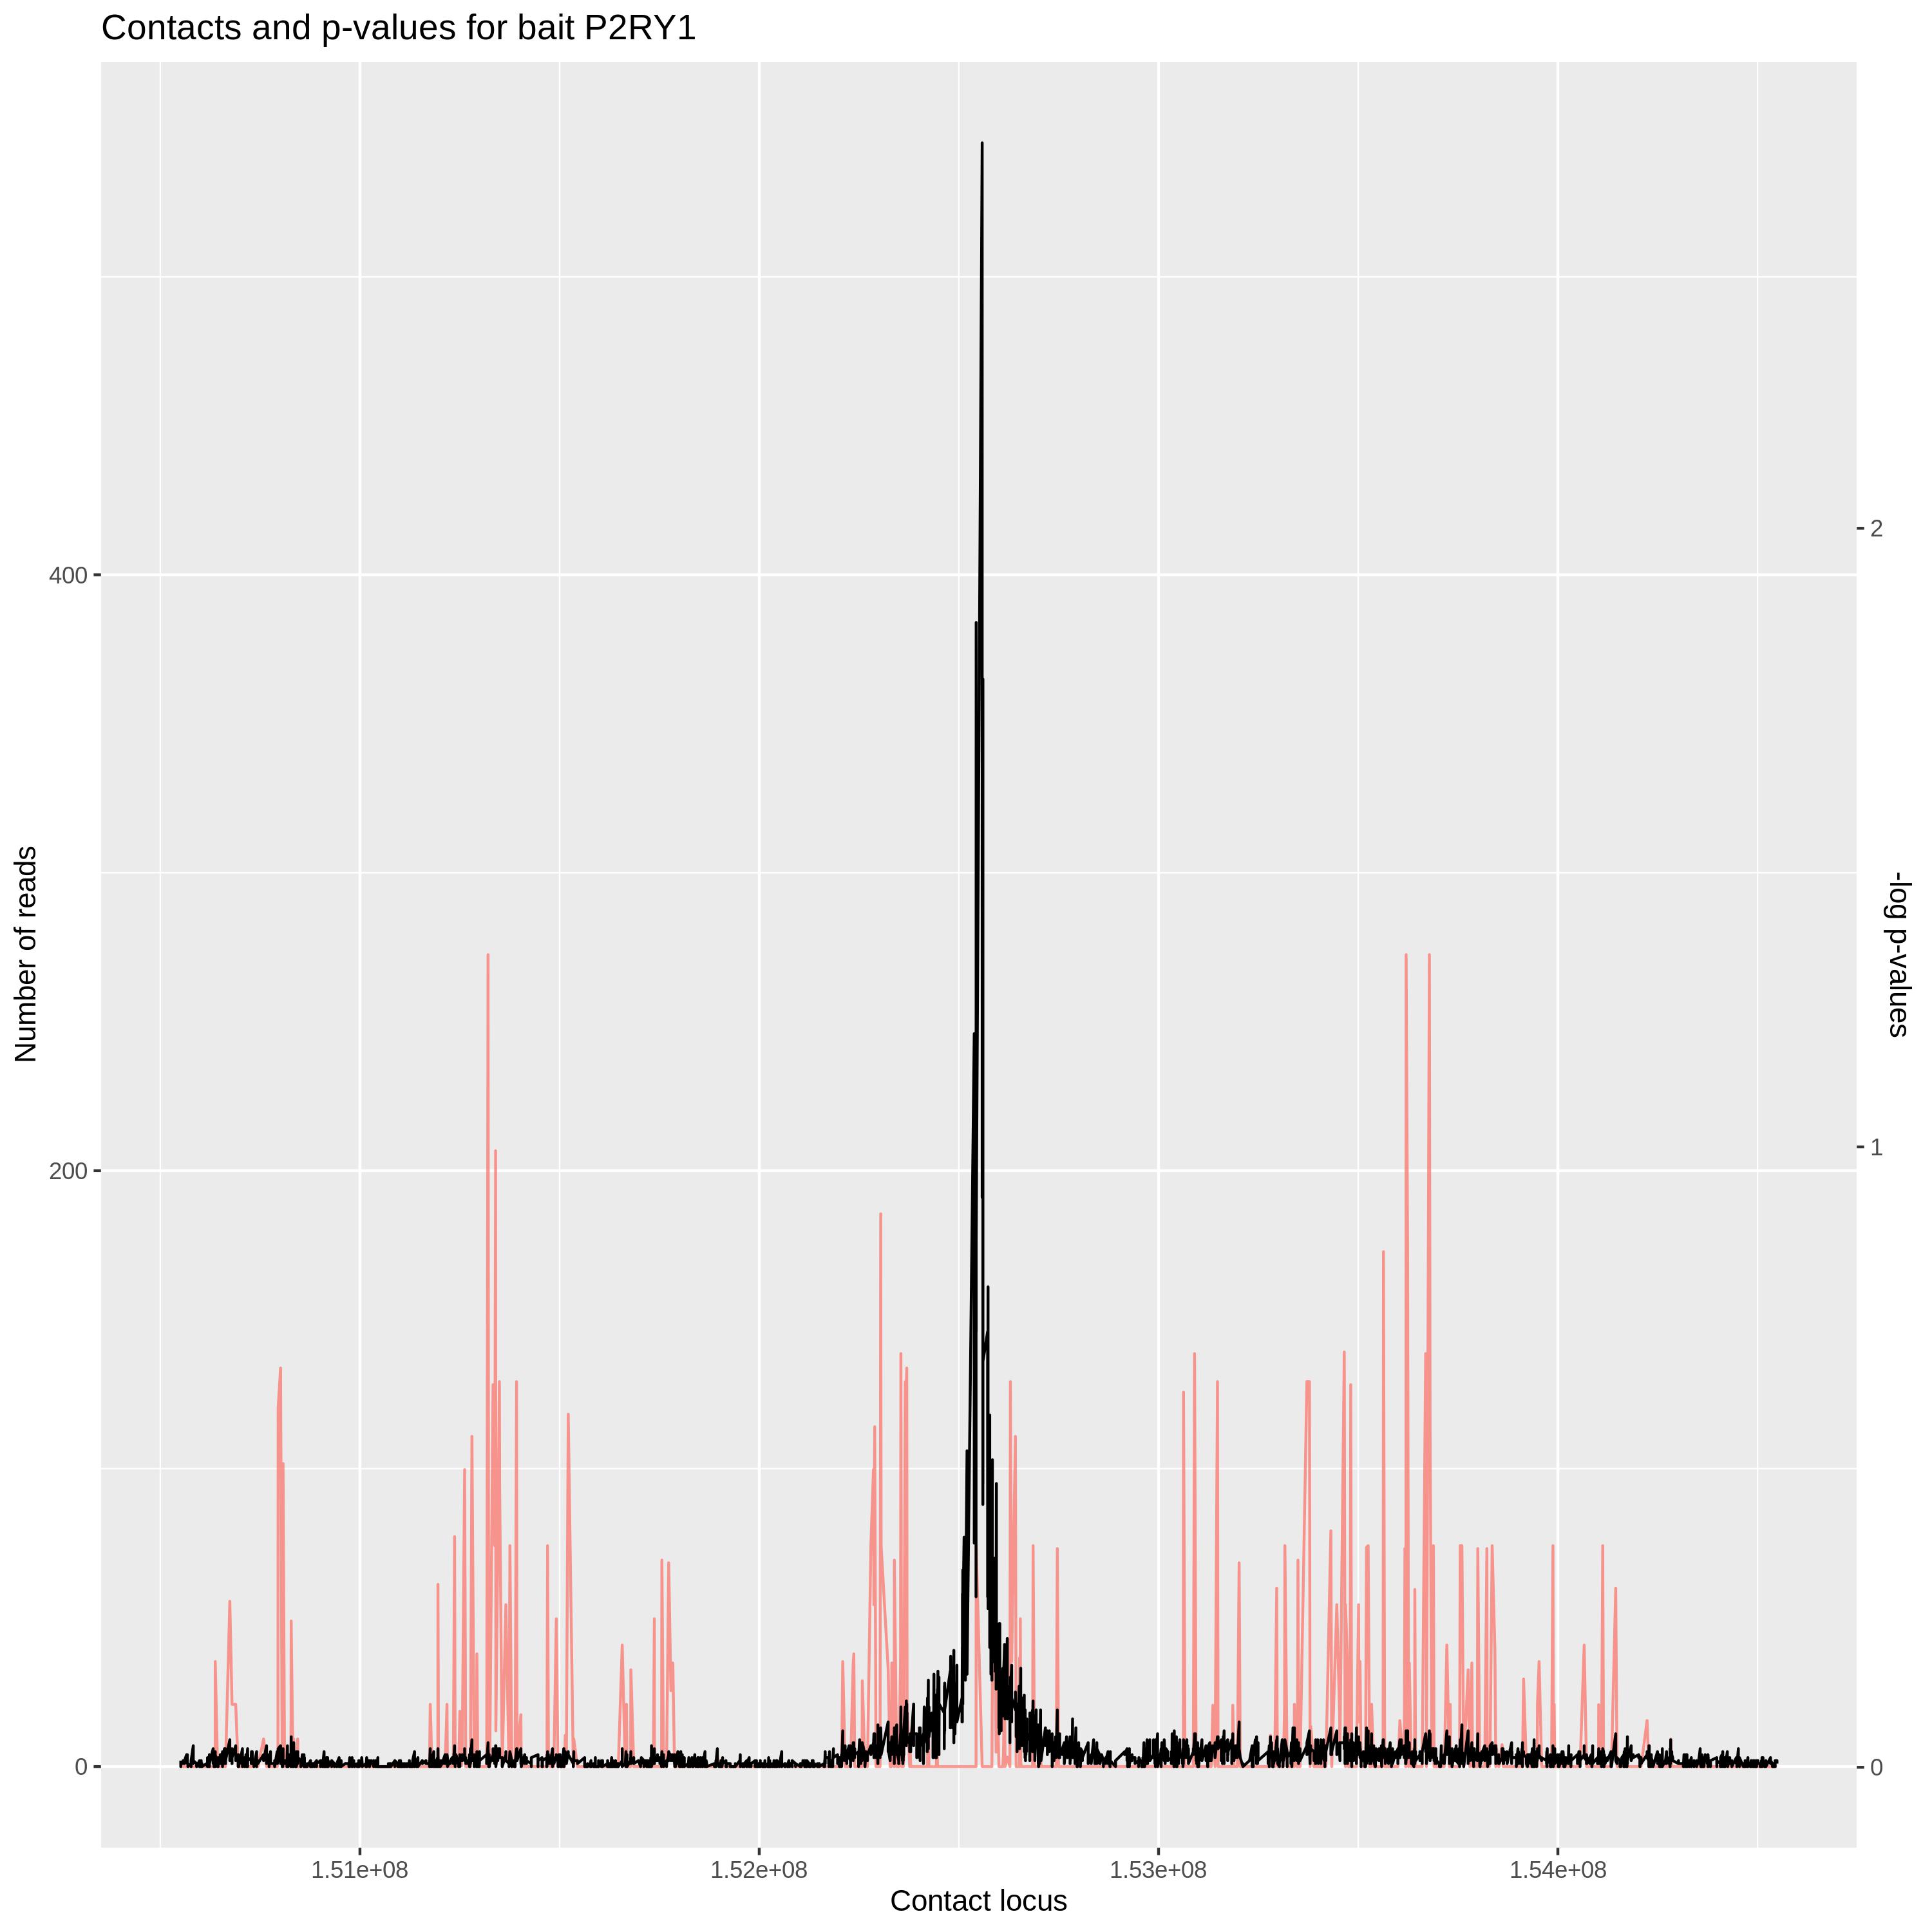 Contacts and p-values for bait P2RY1
Number of reads
400
200
0
2
1
0
-log p-values
1.51e+08 1.52e+08 1.53e+08 1.54e+08
Contact locus